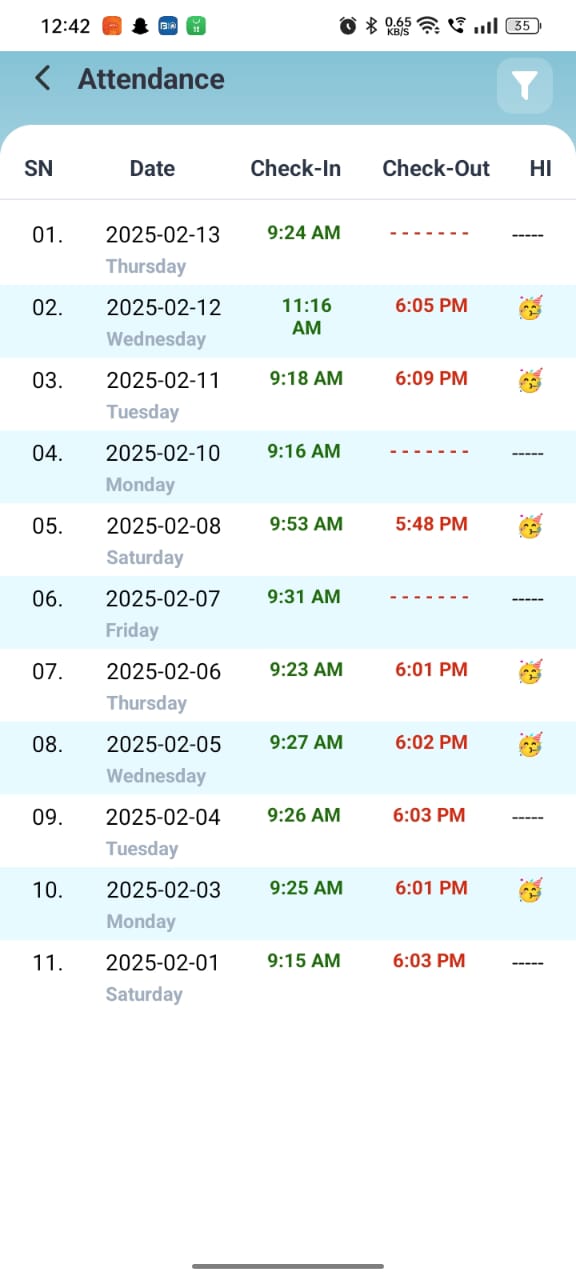 12:42 0.65 KB/S 35
Attendance
SN Date Check-In Check-Out HI
01. 2025-02-13 9:24 AM ------- -----
Thursday
02. 2025-02-12 11:16 AM 6:05 PM 🥳
Wednesday
03. 2025-02-11 9:18 AM 6:09 PM 🥳
Tuesday
04. 2025-02-10 9:16 AM ------- -----
Monday
05. 2025-02-08 9:53 AM 5:48 PM 🥳
Saturday
06. 2025-02-07 9:31 AM ------- -----
Friday
07. 2025-02-06 9:23 AM 6:01 PM 🥳
Thursday
08. 2025-02-05 9:27 AM 6:02 PM 🥳
Wednesday
09. 2025-02-04 9:26 AM 6:03 PM -----
Tuesday
10. 2025-02-03 9:25 AM 6:01 PM 🥳
Monday
11. 2025-02-01 9:15 AM 6:03 PM -----
Saturday